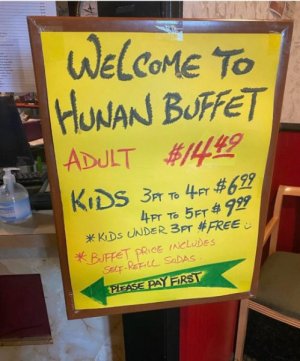 WELCOME TO
HUNAN BUFFET
ADULT $14.49
KIDS 3FT TO 4FT $6.99
4FT TO 5FT $9.99
* KIDS UNDER 3FT #FREE
* BUFFET PRICE INCLUDES
SELF-REFILL SODAS
PLEASE PAY FIRST